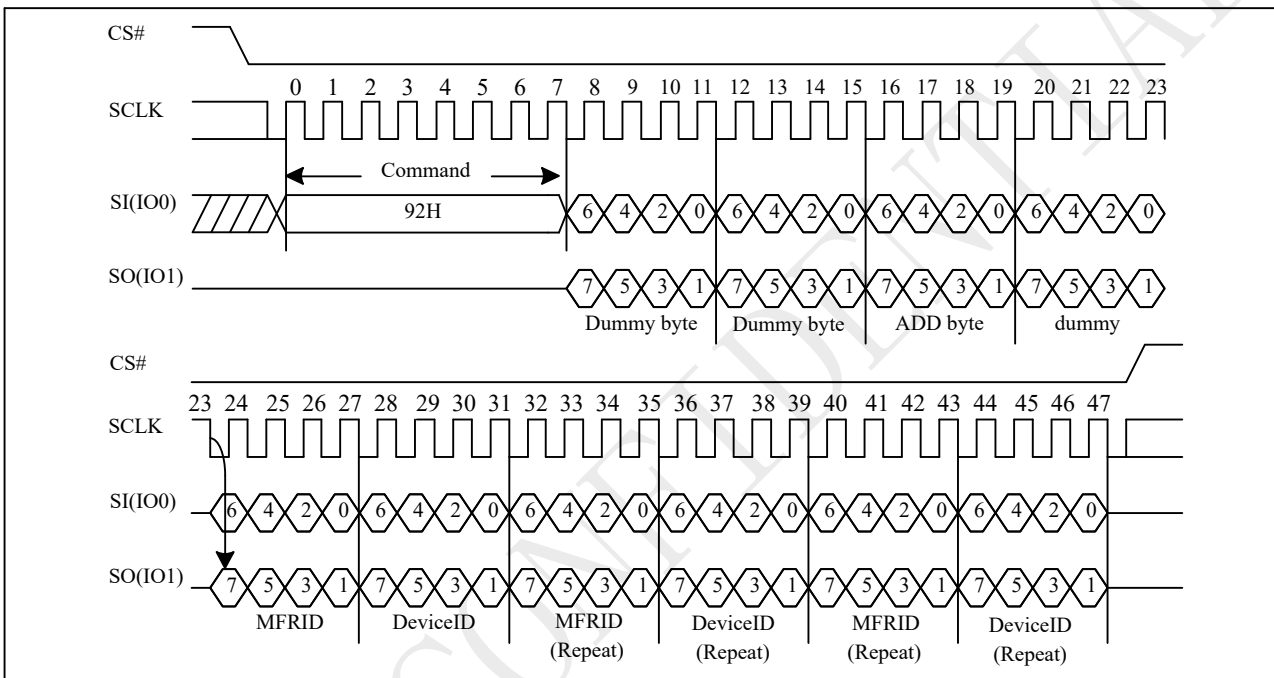 CS#
0 1 2 3 4 5 6 7 8 9 10 11 12 13 14 15 16 17 18 19 20 21 22 23
SCLK
Command
SI(IO0) 92H 6 4 2 0 6 4 2 0 6 4 2 0 6 4 2 0
SO(IO1) 7 5 3 1 7 5 3 1 7 5 3 1 7 5 3 1
Dummy byte Dummy byte ADD byte dummy
CS#
23 24 25 26 27 28 29 30 31 32 33 34 35 36 37 38 39 40 41 42 43 44 45 46 47
SCLK
SI(IO0) 6 4 2 0 6 4 2 0 6 4 2 0 6 4 2 0 6 4 2 0 6 4 2 0
SO(IO1) 7 5 3 1 7 5 3 1 7 5 3 1 7 5 3 1 7 5 3 1 7 5 3 1
MFRID DeviceID MFRID DeviceID MFRID DeviceID
(Repeat) (Repeat) (Repeat) (Repeat)
CONFIDENTIAL